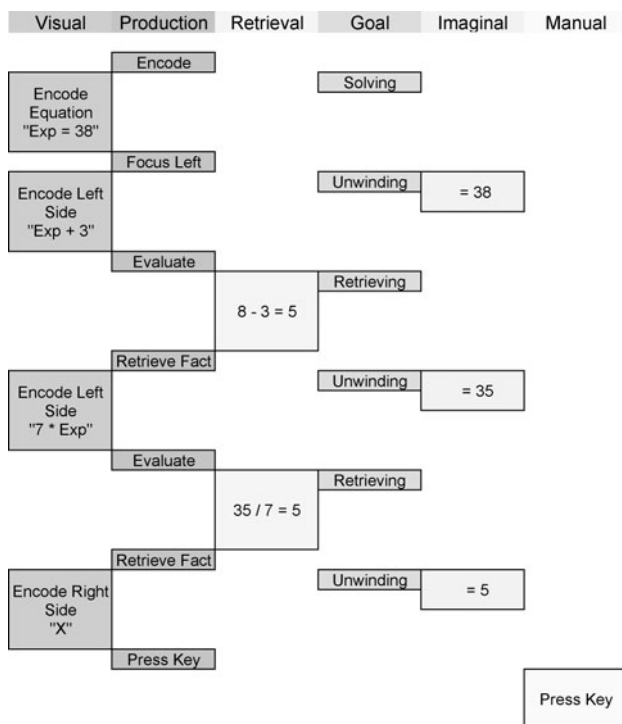 Visual Production Retrieval Goal Imaginal Manual
Encode
Solving
Encode
Equation
"Exp = 38"
Focus Left
Unwinding
= 38
Encode Left
Side
"Exp + 3"
Evaluate
Retrieving
8 - 3 = 5
Retrieve Fact
Unwinding
= 35
Encode Left
Side
"7 * Exp"
Evaluate
Retrieving
35 / 7 = 5
Retrieve Fact
Unwinding
= 5
Encode Right
Side
"X"
Press Key
Press Key